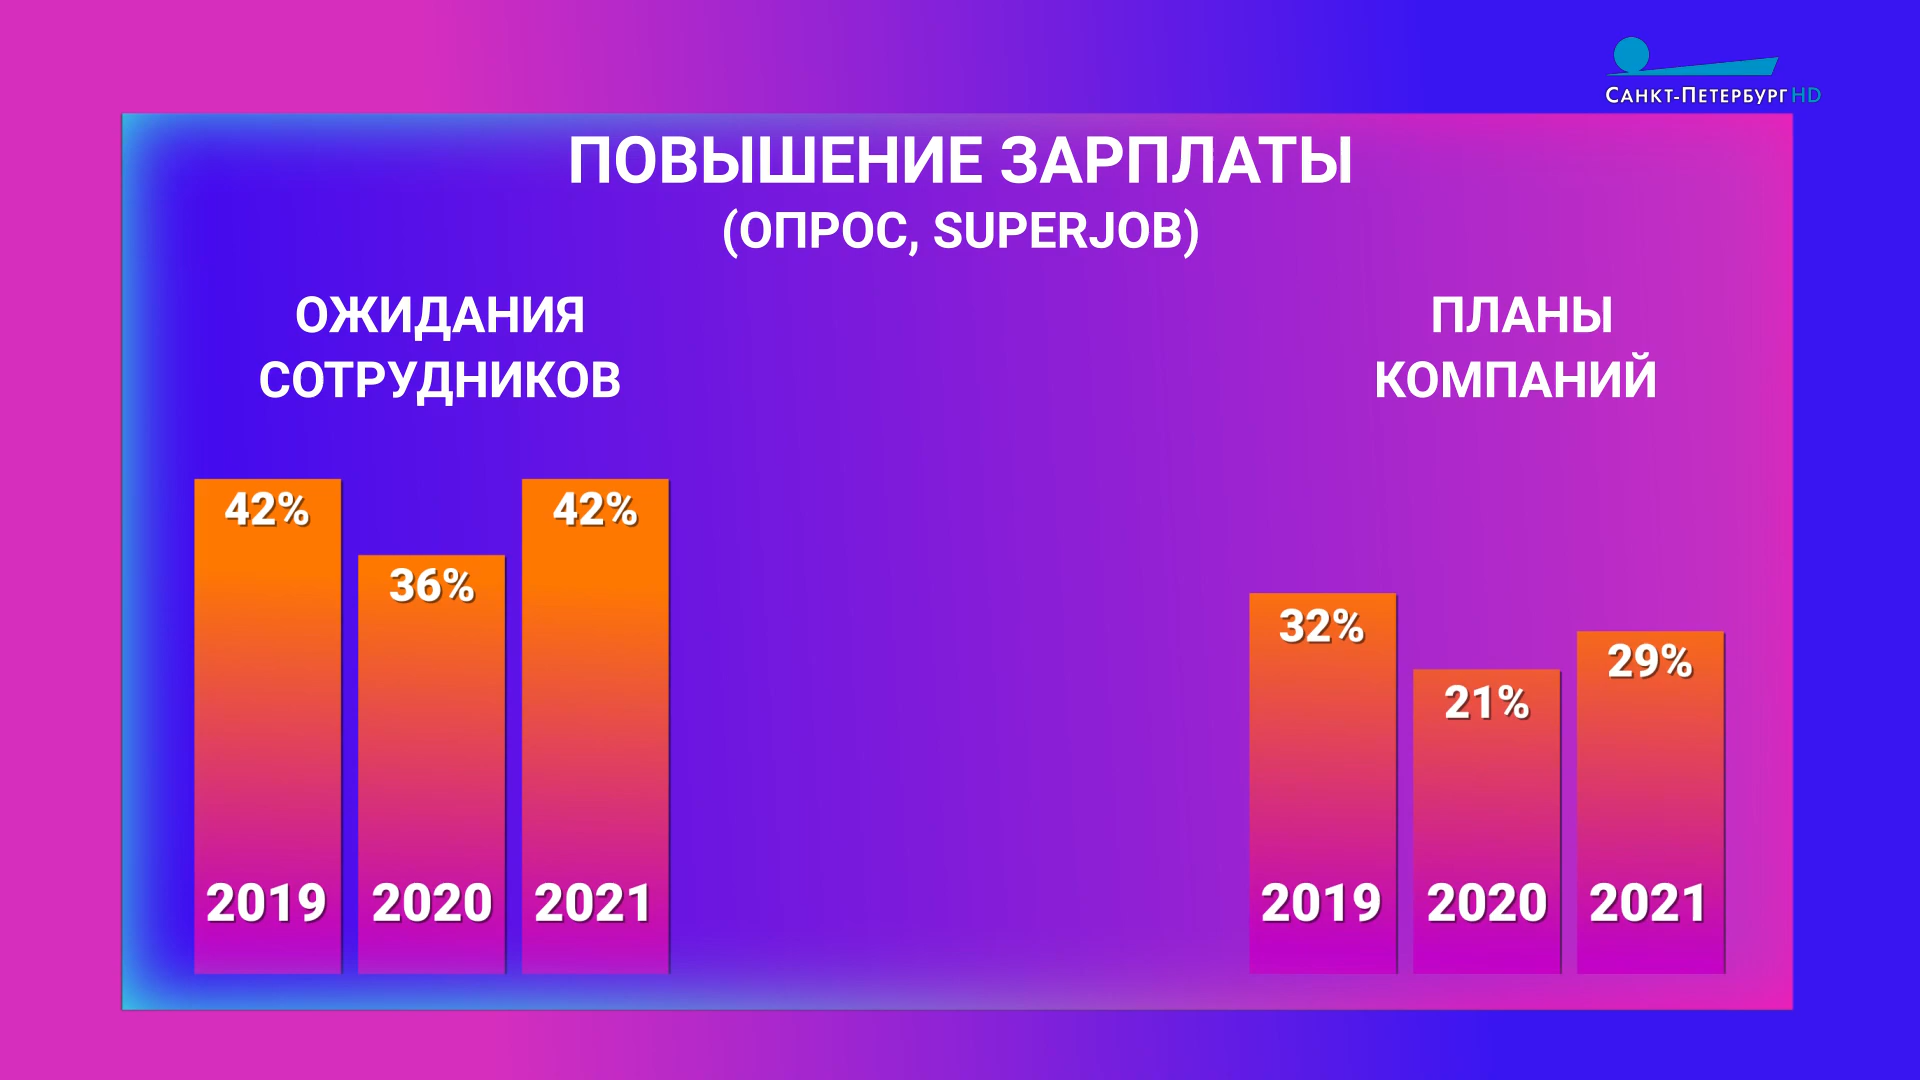 САНКТ-ПЕТЕРБУРГ HD
ПОВЫШЕНИЕ ЗАРПЛАТЫ
(ОПРОС, SUPERJOB)
ОЖИДАНИЯ
СОТРУДНИКОВ
42%
36%
42%
2019
2020
2021
ПЛАНЫ
КОМПАНИЙ
32%
21%
29%
2019
2020
2021